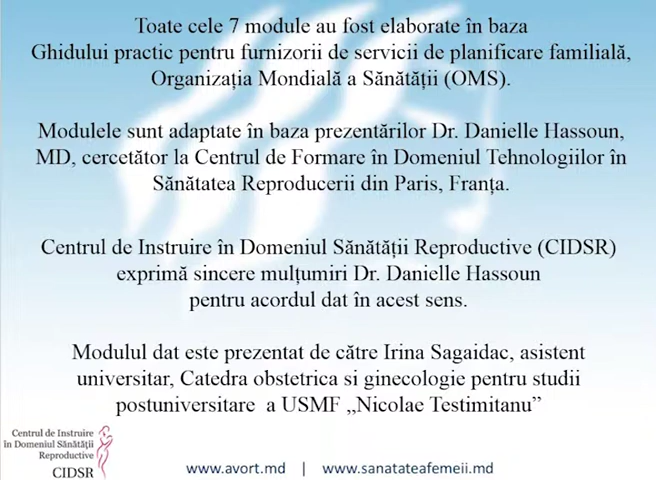 Toate cele 7 module au fost elaborate în baza
Ghidului practic pentru furnizorii de servicii de planificare familială,
Organizația Mondială a Sănătății (OMS).
Modulele sunt adaptate în baza prezentărilor Dr. Danielle Hassoun,
MD, cercetător la Centrul de Formare în Domeniul Tehnologiilor în
Sănătatea Reproducerii din Paris, Franța.
Centrul de Instruire în Domeniul Sănătății Reproductive (CIDSR)
exprimă sincere mulțumiri Dr. Danielle Hassoun
pentru acordul dat în acest sens.
Modulul dat este prezentat de către Irina Sagaidac, asistent
universitar, Catedra obstetrica si ginecologie pentru studii
postuniversitare a USMF „Nicolae Testimitanu”
Centrul de Instruire
în Domeniul Sănătății
Reproductive
CIDSR
www.avort.md | www.sanatateafemeii.md